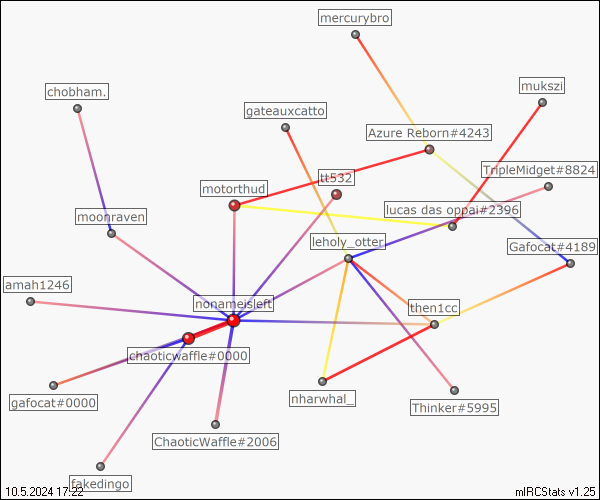 mercurybro
chobham.
mukszi
gateauxcatto
Azure Reborn#4243
TripleMidget#8824
tt532
motorthud
lucas das oppai#2396
moonraven
leholy_otter
Gafocat#4189
amah1246
nonameisleft
then1cc
chaoticwaffle#0000
gafocat#0000
nharwhal_
Thinker#5995
ChaoticWaffle#2006
fakedingo
10.5.2024 17:22
mIRCStats v1.25